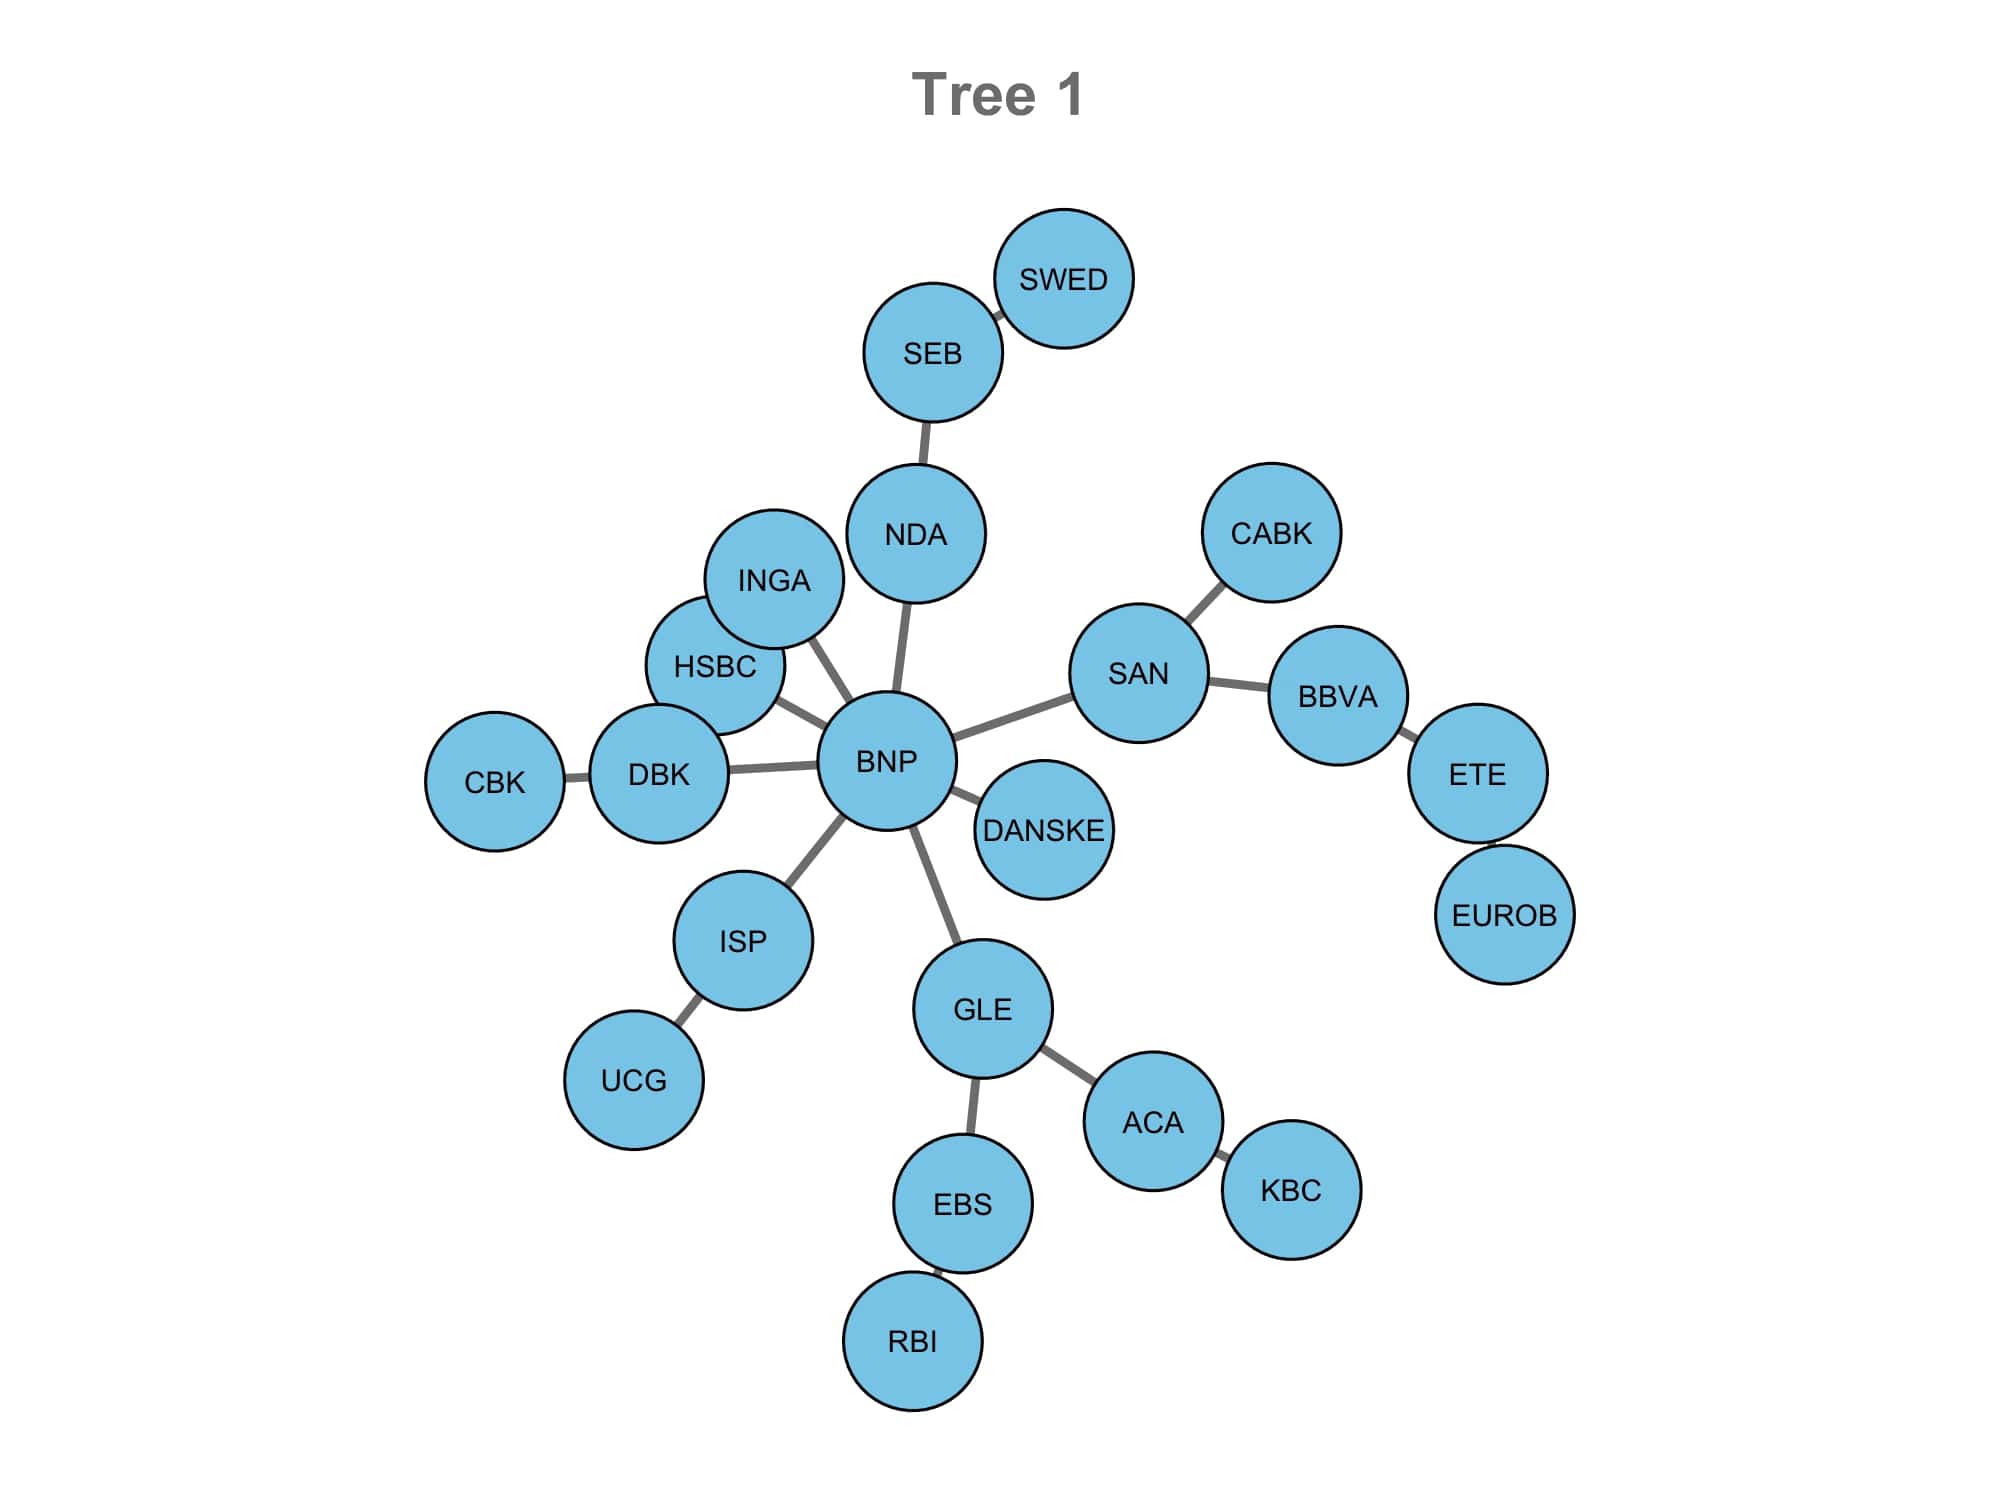 Tree 1
SWED
SEB
CABK
NDA
INGA
HSBC
SAN
BBVA
BNP
CBK
DBK
ETE
DANSKE
EUROB
ISP
GLE
UCG
ACA
KBC
EBS
RBI